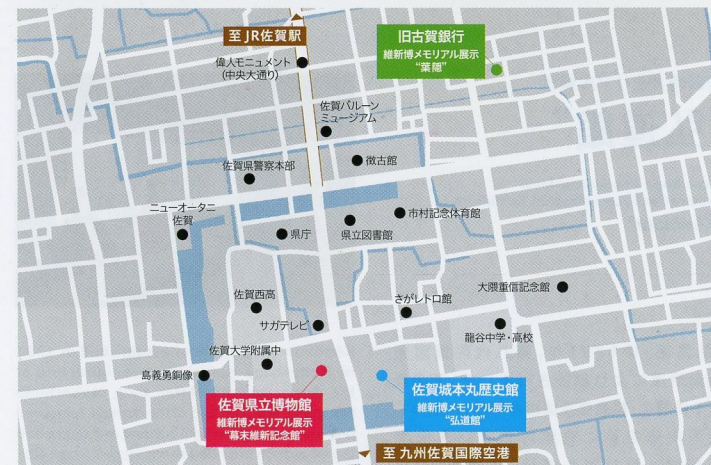 至 JR佐賀駅
旧古賀銀行
維新博メモリアル展示
“葉隠”
偉人モニュメント
（中央大通り）
佐賀バルーン
ミュージアム
徴古館
佐賀県警察本部
ニューオータニ
佐賀
市村記念体育館
県庁
県立図書館
大隈重信記念館
佐賀西高
さがレトロ館
サガテレビ
龍谷中学・高校
佐賀大学附属中
島義勇銅像
佐賀県立博物館
維新博メモリアル展示
“幕末維新記念館”
佐賀城本丸歴史館
維新博メモリアル展示
“弘道館”
至 九州佐賀国際空港